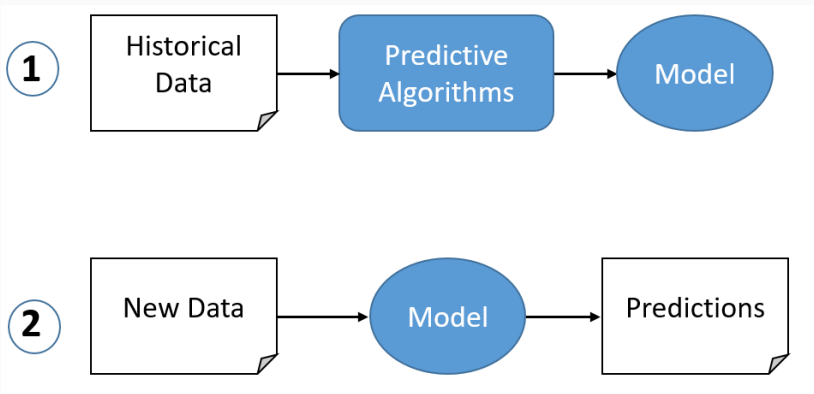 1
Historical
Data
Predictive
Algorithms
Model
2
New Data
Model
Predictions